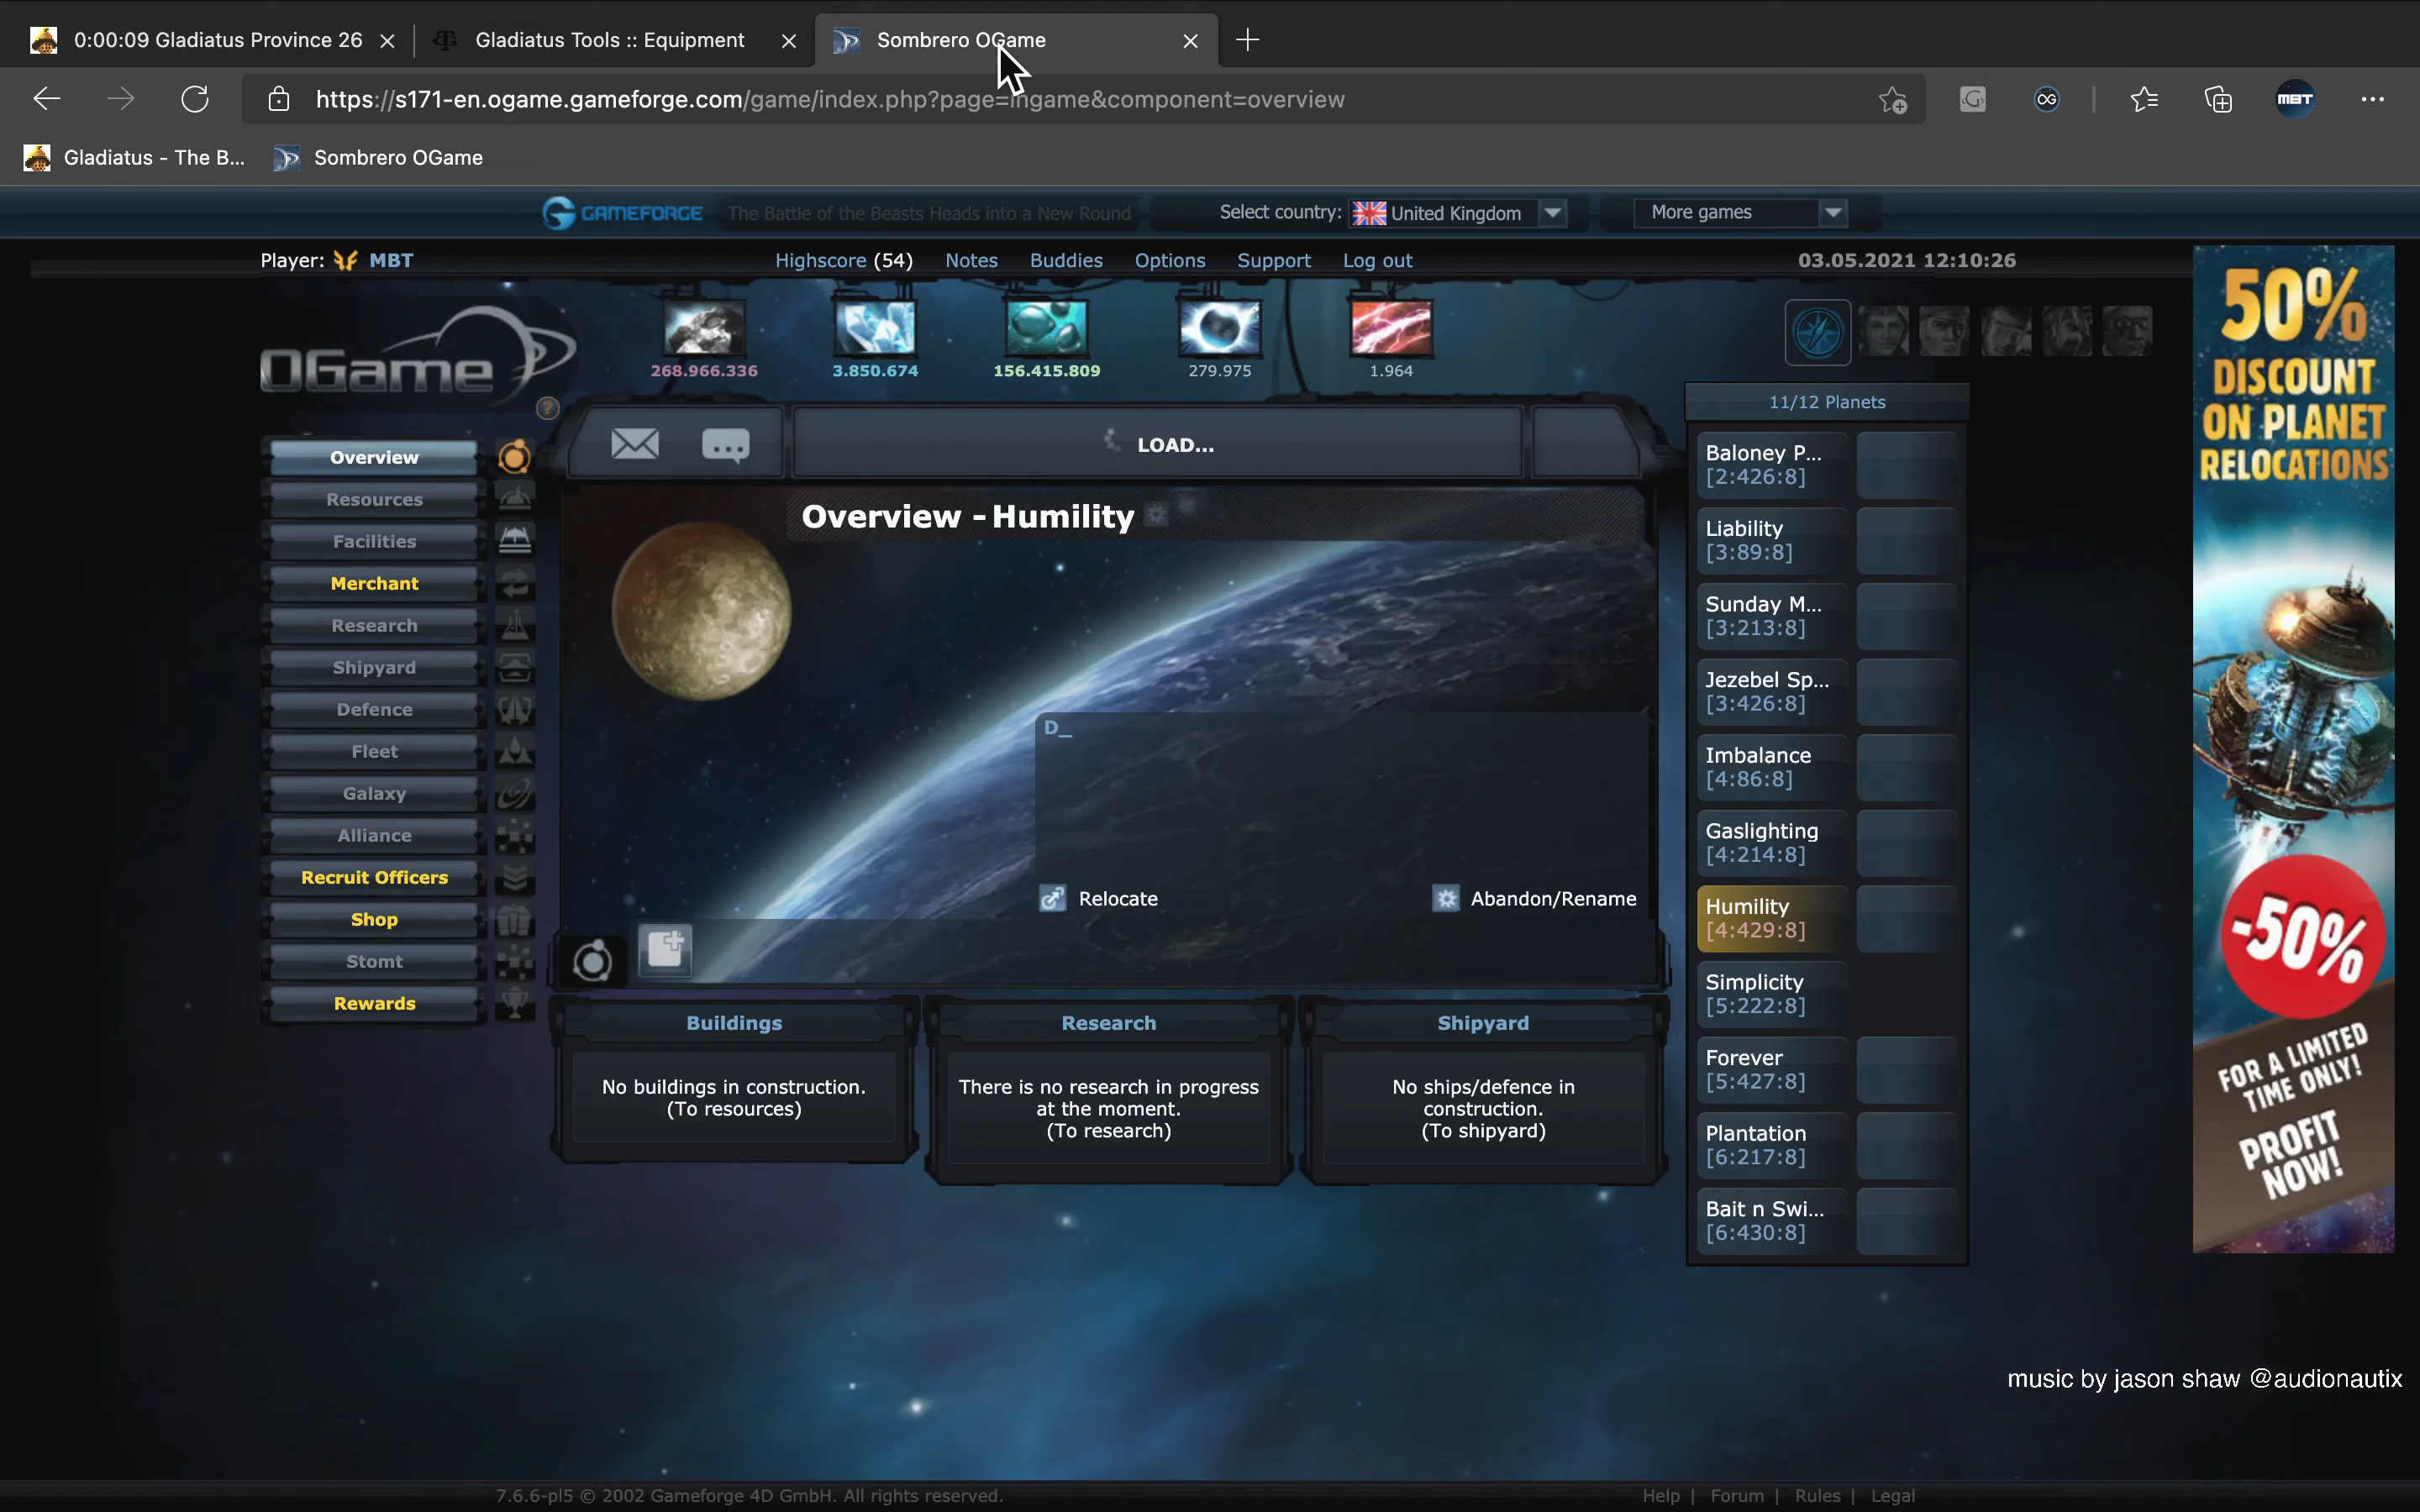 0:00:09 Gladiatus Province 26
Gladiatus Tools :: Equipment
Sombrero OGame
https://s171-en.ogame.gameforge.com/game/index.php?page=ingame&component=overview
MBT
Gladiatus - The B...
Sombrero OGame
GAMEFORGE
The Battle of the Beasts Heads into a New Round
Select country:
United Kingdom
More games
Player: MBT
Highscore (54)
Notes
Buddies
Options
Support
Log out
03.05.2021 12:10:26
OGame
268.966.336
3.850.674
156.415.809
279.975
1.964
?
LOAD...
Overview
Resources
Facilities
Merchant
Research
Shipyard
Defence
Fleet
Galaxy
Alliance
Recruit Officers
Shop
Stomt
Rewards
Overview - Humility
D_
Relocate
Abandon/Rename
Buildings
No buildings in construction.
(To resources)
Research
There is no research in progress
at the moment.
(To research)
Shipyard
No ships/defence in
construction.
(To shipyard)
11/12 Planets
Baloney P...
[2:426:8]
Liability
[3:89:8]
Sunday M...
[3:213:8]
Jezebel Sp...
[3:426:8]
Imbalance
[4:86:8]
Gaslighting
[4:214:8]
Humility
[4:429:8]
Simplicity
[5:222:8]
Forever
[5:427:8]
Plantation
[6:217:8]
Bait n Swi...
[6:430:8]
50%
DISCOUNT
ON PLANET
RELOCATIONS
-50%
FOR A LIMITED
TIME ONLY!
PROFIT
NOW!
music by jason shaw @audionautix
7.6.6-pl5 © 2002 Gameforge 4D GmbH. All rights reserved.
Help | Forum | Rules | Legal